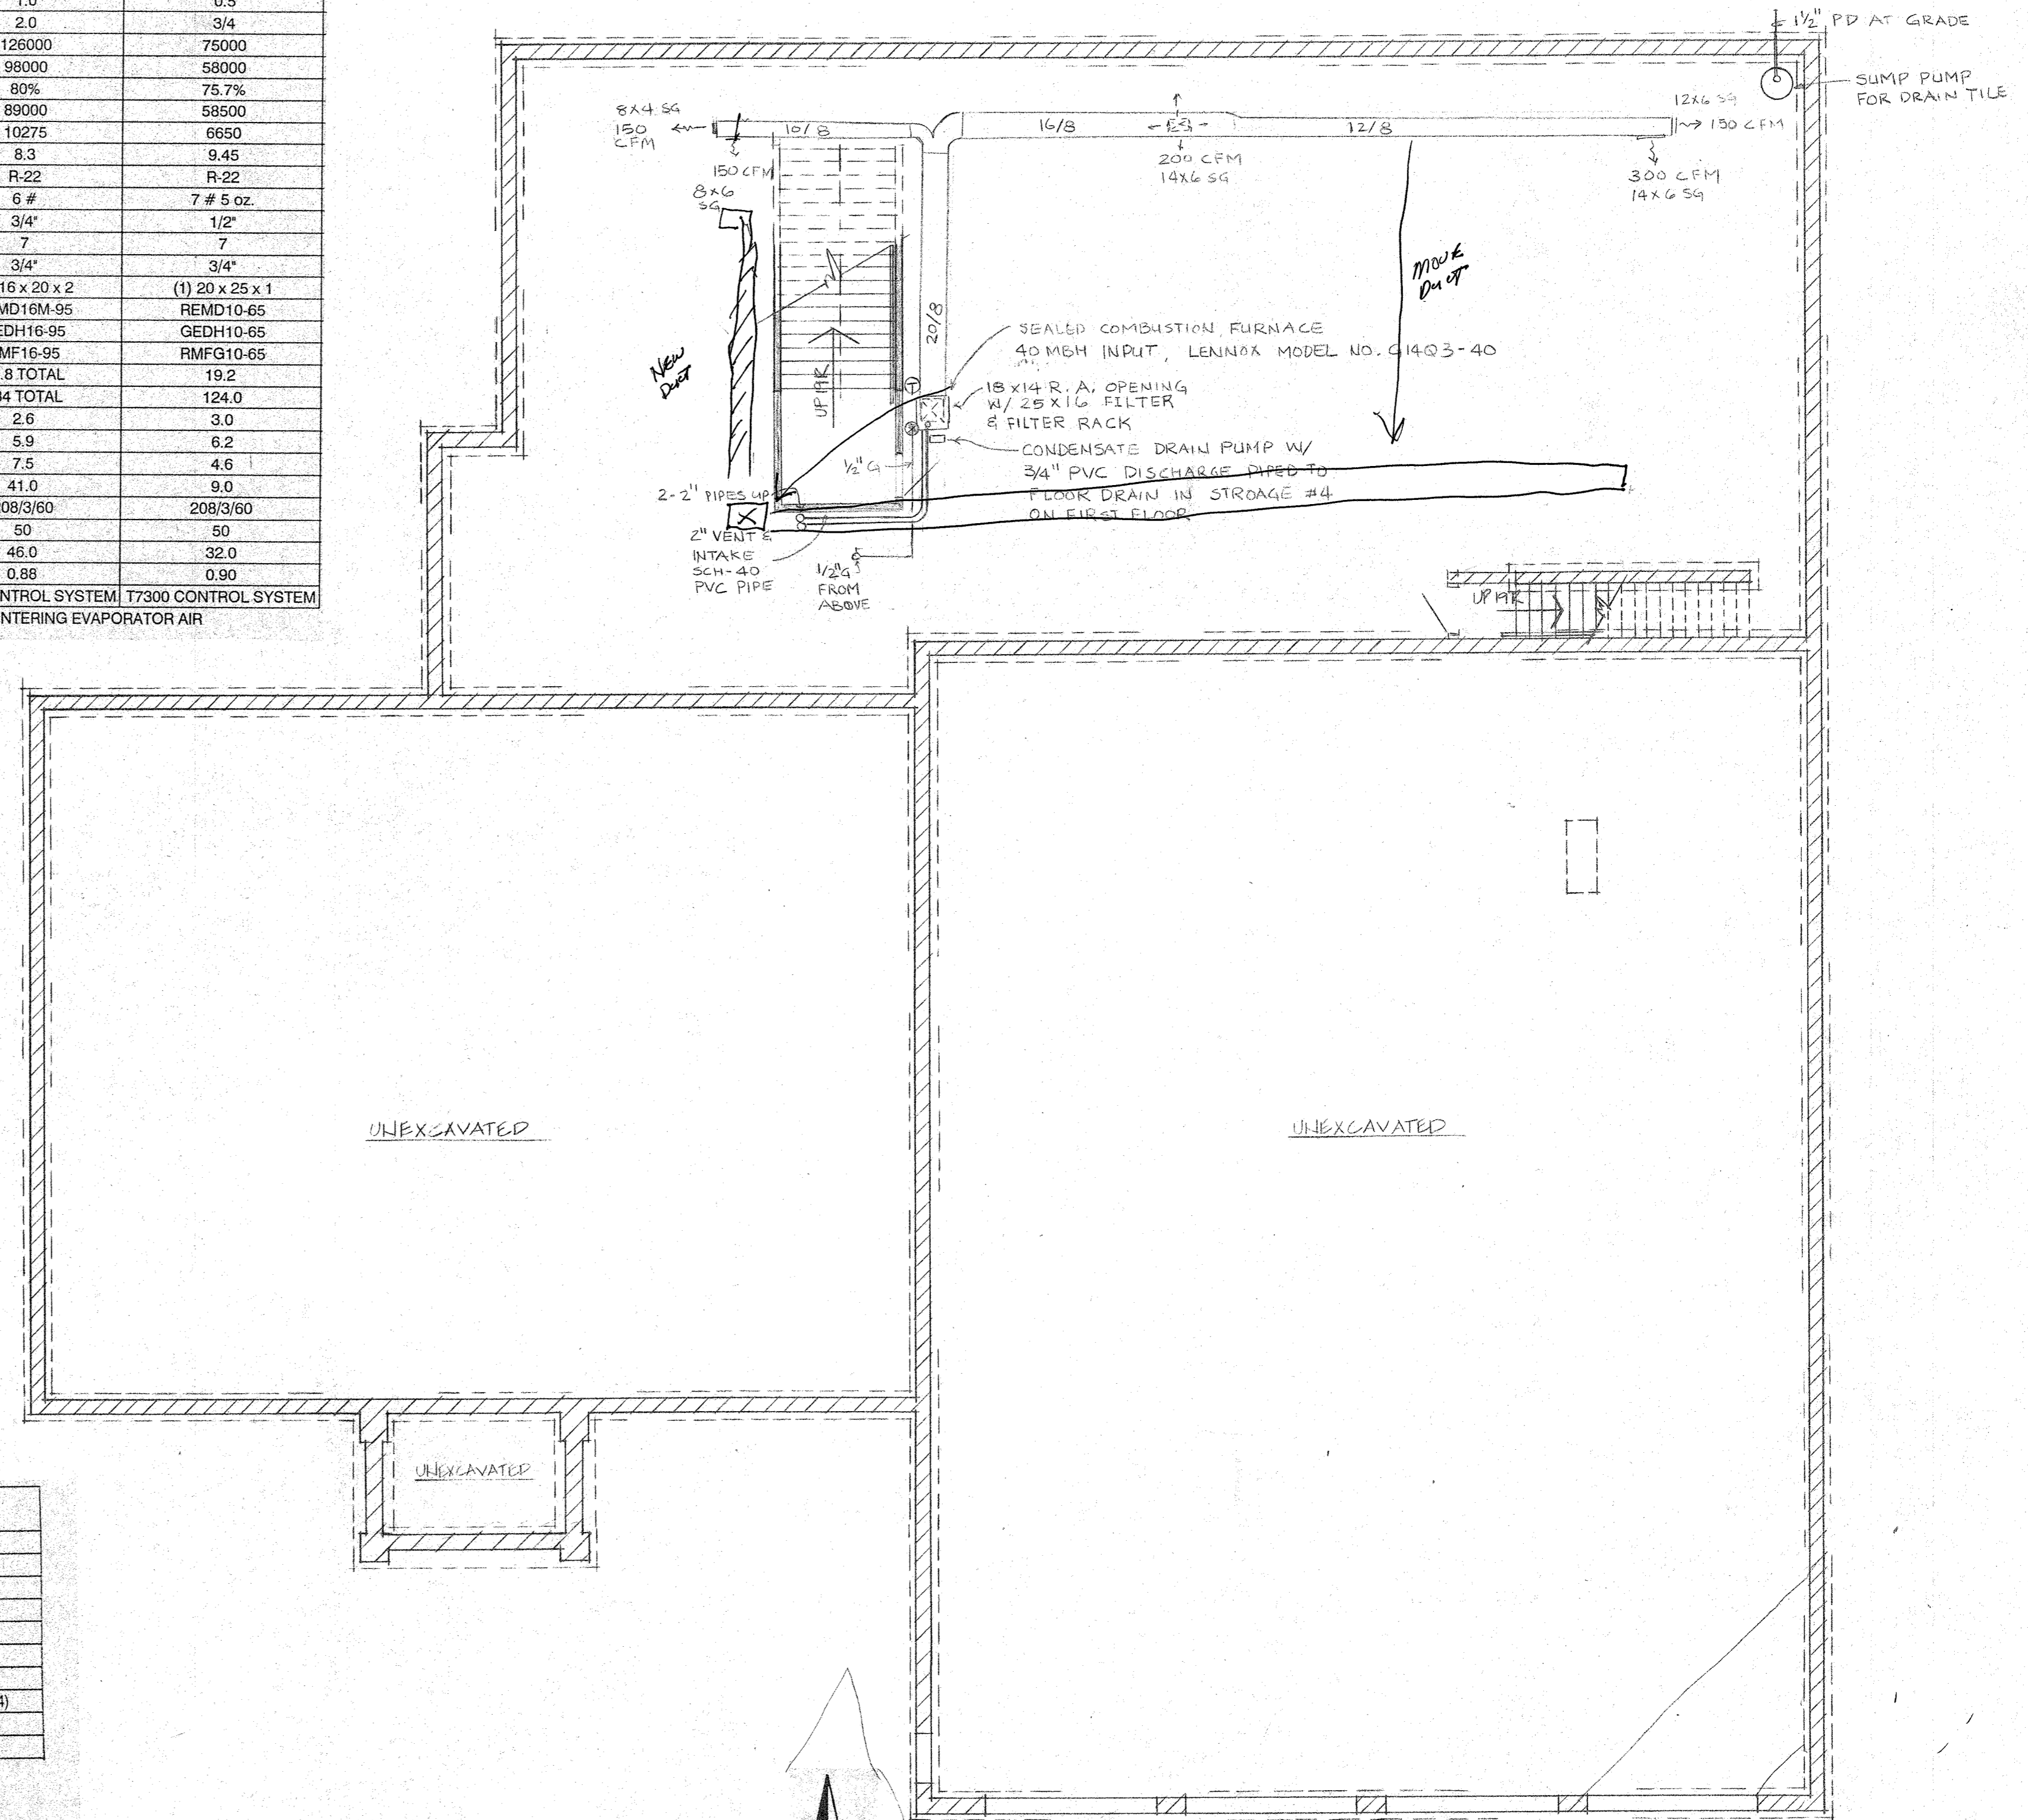 1.0 0.5
2.0 3/4
126000 75000
98000 58000
80% 75.7%
89000 58500
10275 6650
8.3 9.45
R-22 R-22
6 # 7 # 5 oz.
3/4" 1/2"
7 7
3/4" 3/4"
16 x 20 x 2 (1) 20 x 25 x 1
MD16M-95 REMD10-65
EDH16-95 GEDH10-65
MF16-95 RMFG10-65
.8 TOTAL 19.2
4 TOTAL 124.0
2.6 3.0
5.9 6.2
7.5 4.6
41.0 9.0
08/3/60 208/3/60
50 50
46.0 32.0
0.88 0.90
NTROL SYSTEM T7300 CONTROL SYSTEM
NTERING EVAPORATOR AIR
1½" PD AT GRADE
SUMP PUMP
FOR DRAIN TILE
8X4 SG
150
CFM
10/8
16/8
12/8
12X6 SG
150 CFM
150 CFM
8X6
SG
200 CFM
14X6 SG
300 CFM
14X6 SG
MOVE
DUCT
NEW
DUCT
20/8
UP 19R
T
SEALED COMBUSTION FURNACE
40 MBH INPUT, LENNOX MODEL NO. G14Q3-40
18 X14 R. A. OPENING
W/ 25 X16 FILTER
& FILTER RACK
CONDENSATE DRAIN PUMP W/
3/4" PVC DISCHARGE PIPED TO
FLOOR DRAIN IN STROAGE #4
ON FIRST FLOOR
1/2" G
2-2" PIPES UP
2" VENT &
INTAKE
SCH-40
PVC PIPE
1/2" G
FROM
ABOVE
UP 19R
UNEXCAVATED
UNEXCAVATED
UNEXCAVATED
4)